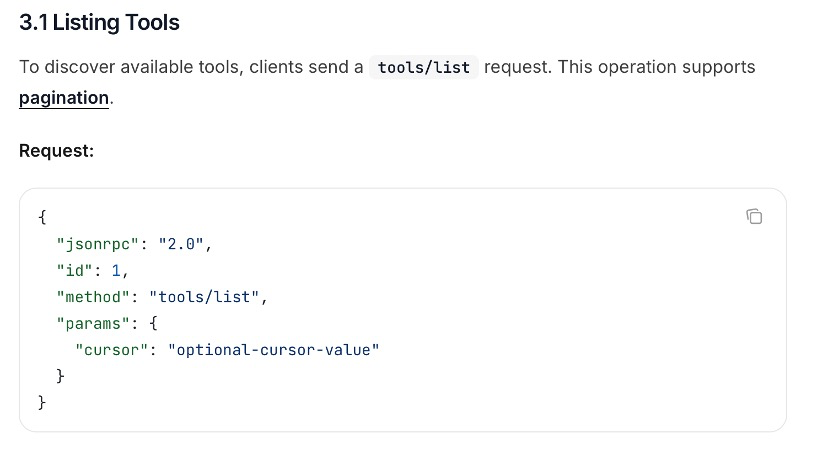 3.1 Listing Tools
To discover available tools, clients send a tools/list request. This operation supports
pagination.
Request:
{
  "jsonrpc": "2.0",
  "id": 1,
  "method": "tools/list",
  "params": {
    "cursor": "optional-cursor-value"
  }
}